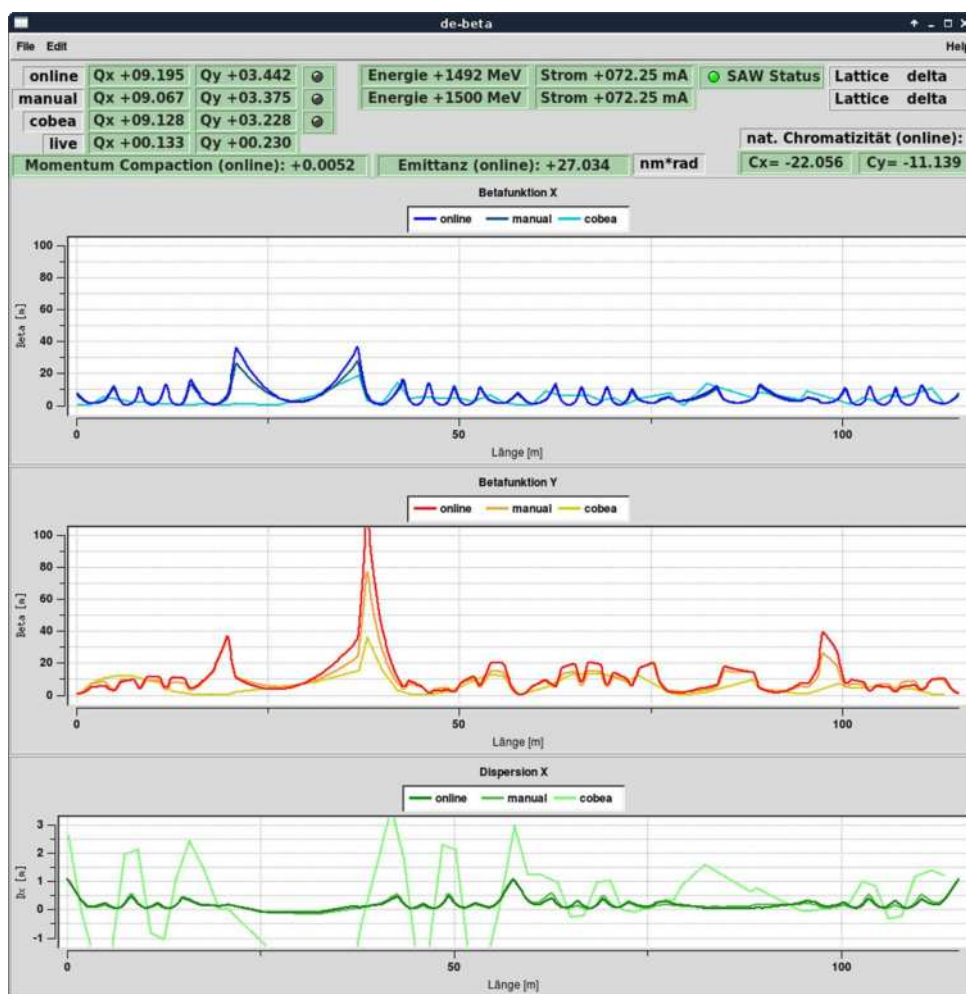 de-beta
File Edit Help
online Qx +09.195 Qy +03.442 Energie +1492 MeV Strom +072.25 mA SAW Status Lattice delta
manual Qx +09.067 Qy +03.375 Energie +1500 MeV Strom +072.25 mA Lattice delta
cobea Qx +09.128 Qy +03.228
live Qx +00.133 Qy +00.230 nat. Chromatizität (online):
Momentum Compaction (online): +0.0052 Emittanz (online): +27.034 nm*rad Cx= -22.056 Cy= -11.139
Betafunktion X
online manual cobea
100
80
60
40
20
0
Beta [m]
0 50 100
Länge [m]
Betafunktion Y
online manual cobea
100
80
60
40
20
0
Beta [m]
0 50 100
Länge [m]
Dispersion X
online manual cobea
3
2
1
0
-1
Dx [m]
0 50 100
Länge [m]